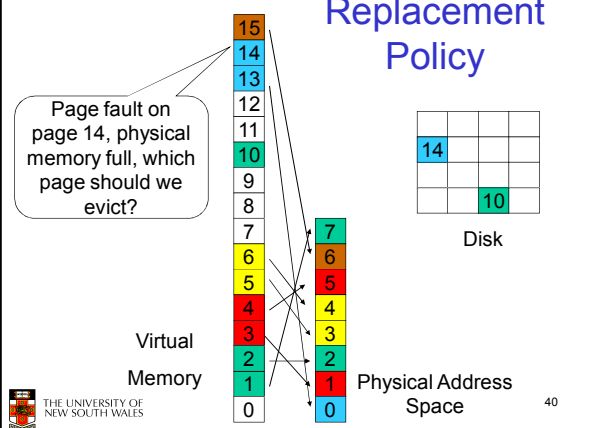 Replacement
Policy
Page fault on
page 14, physical
memory full, which
page should we
evict?
15
14
13
12
11
10
9
8
7
6
5
4
3
2
1
0
Virtual
Memory
7
6
5
4
3
2
1
0
Physical Address
Space
14
10
Disk
THE UNIVERSITY OF
NEW SOUTH WALES
40